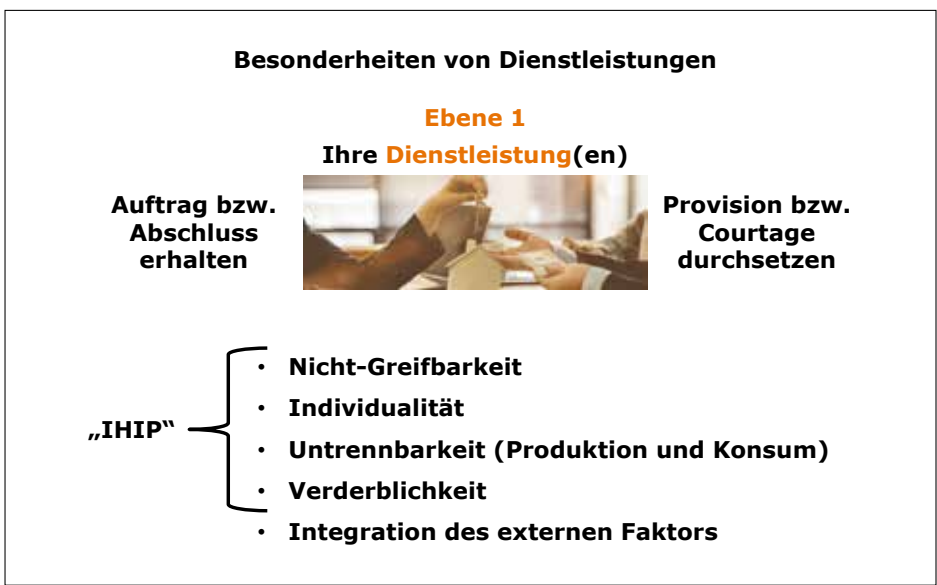 Besonderheiten von Dienstleistungen
Ebene 1
Ihre Dienstleistung(en)
Auftrag bzw.
Abschluss
erhalten
Provision bzw.
Courtage
durchsetzen
„IHIP“
• Nicht-Greifbarkeit
• Individualität
• Untrennbarkeit (Produktion und Konsum)
• Verderblichkeit
• Integration des externen Faktors